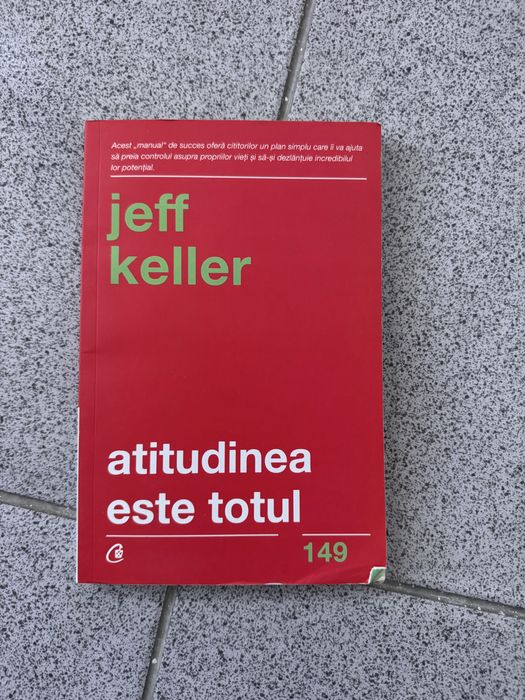 Acest „manual” de succes oferă cititorilor un plan simplu care îi va ajuta
să preia controlul asupra propriilor vieți și să-și dezlănțuie incredibilul
lor potențial.
jeff
keller
atitudinea
este totul
149